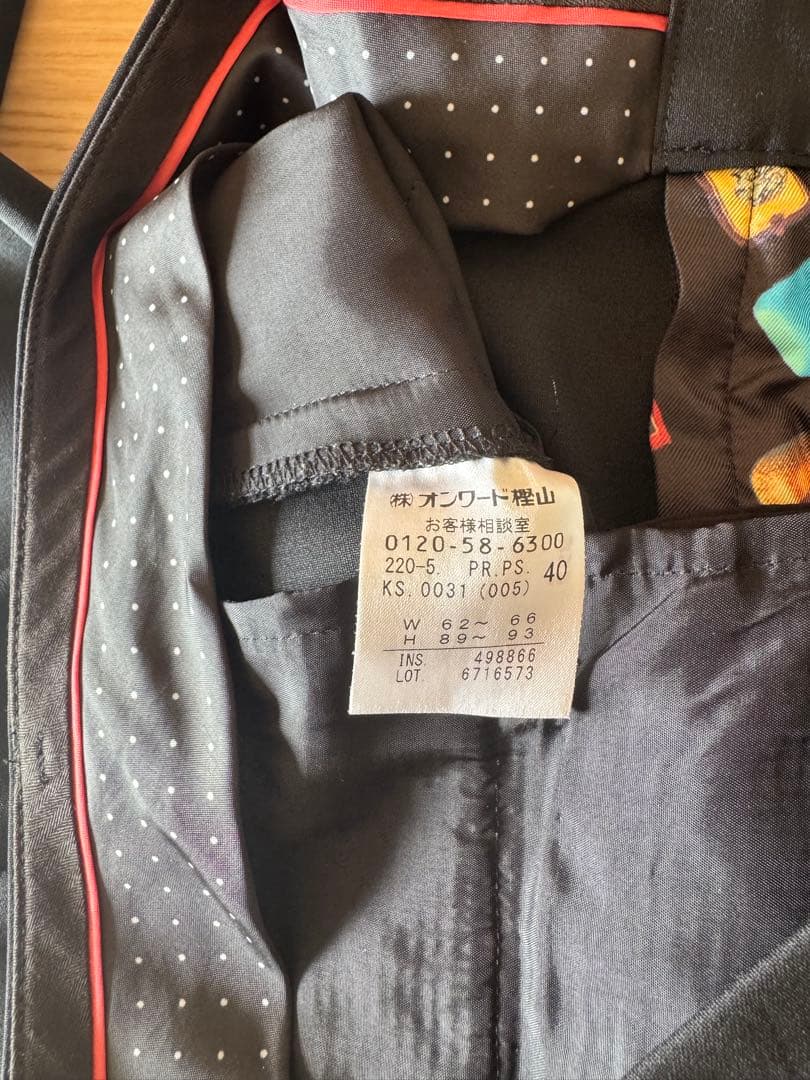 (株)オンワード樫山
お客様相談室
0120-58-6300
220-5. PR.PS. 40
KS.0031(005)
W 62〜 66
H 89〜 93
INS. 498866
LOT. 6716573